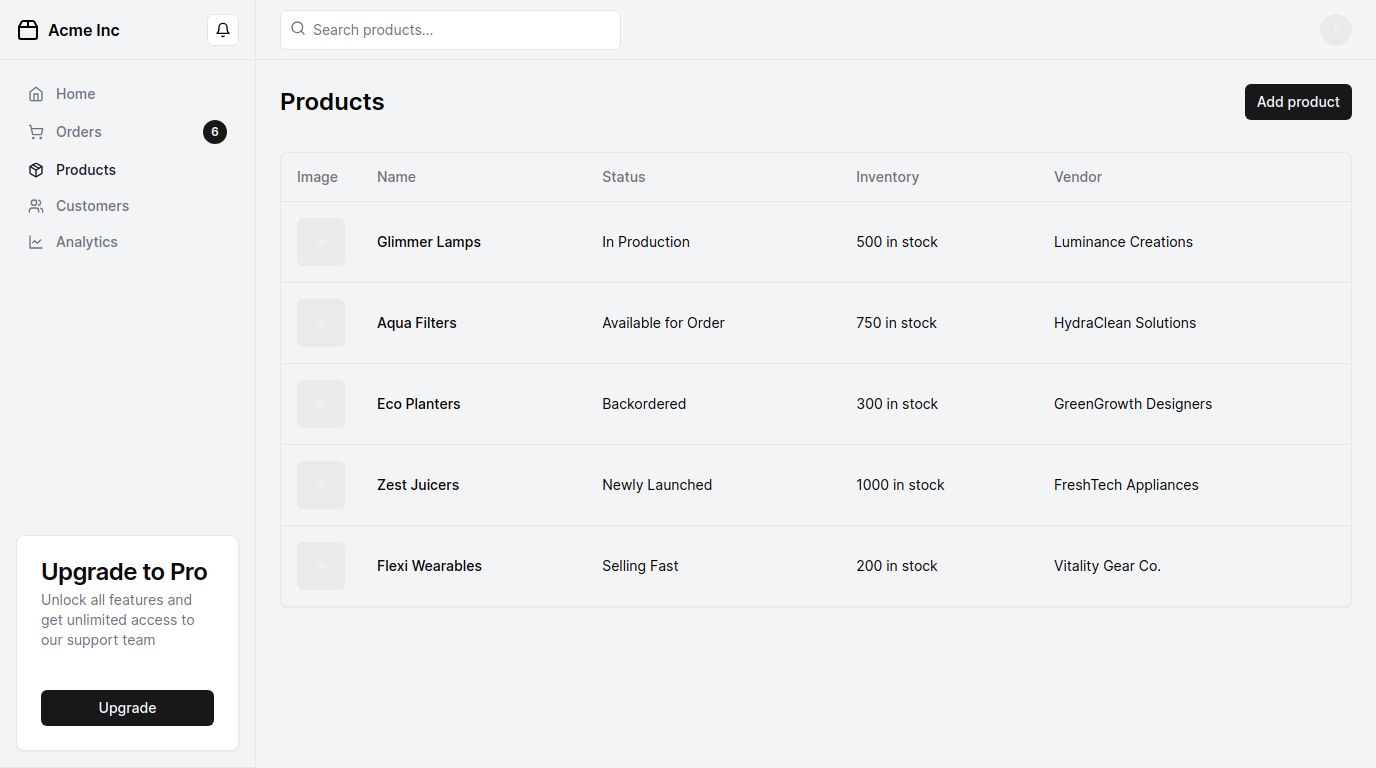 Acme Inc
Search products...
Home
Orders 6
Products
Customers
Analytics
Upgrade to Pro
Unlock all features and
get unlimited access to
our support team
Upgrade
Products
Add product
Image Name Status Inventory Vendor
Glimmer Lamps In Production 500 in stock Luminance Creations
Aqua Filters Available for Order 750 in stock HydraClean Solutions
Eco Planters Backordered 300 in stock GreenGrowth Designers
Zest Juicers Newly Launched 1000 in stock FreshTech Appliances
Flexi Wearables Selling Fast 200 in stock Vitality Gear Co.